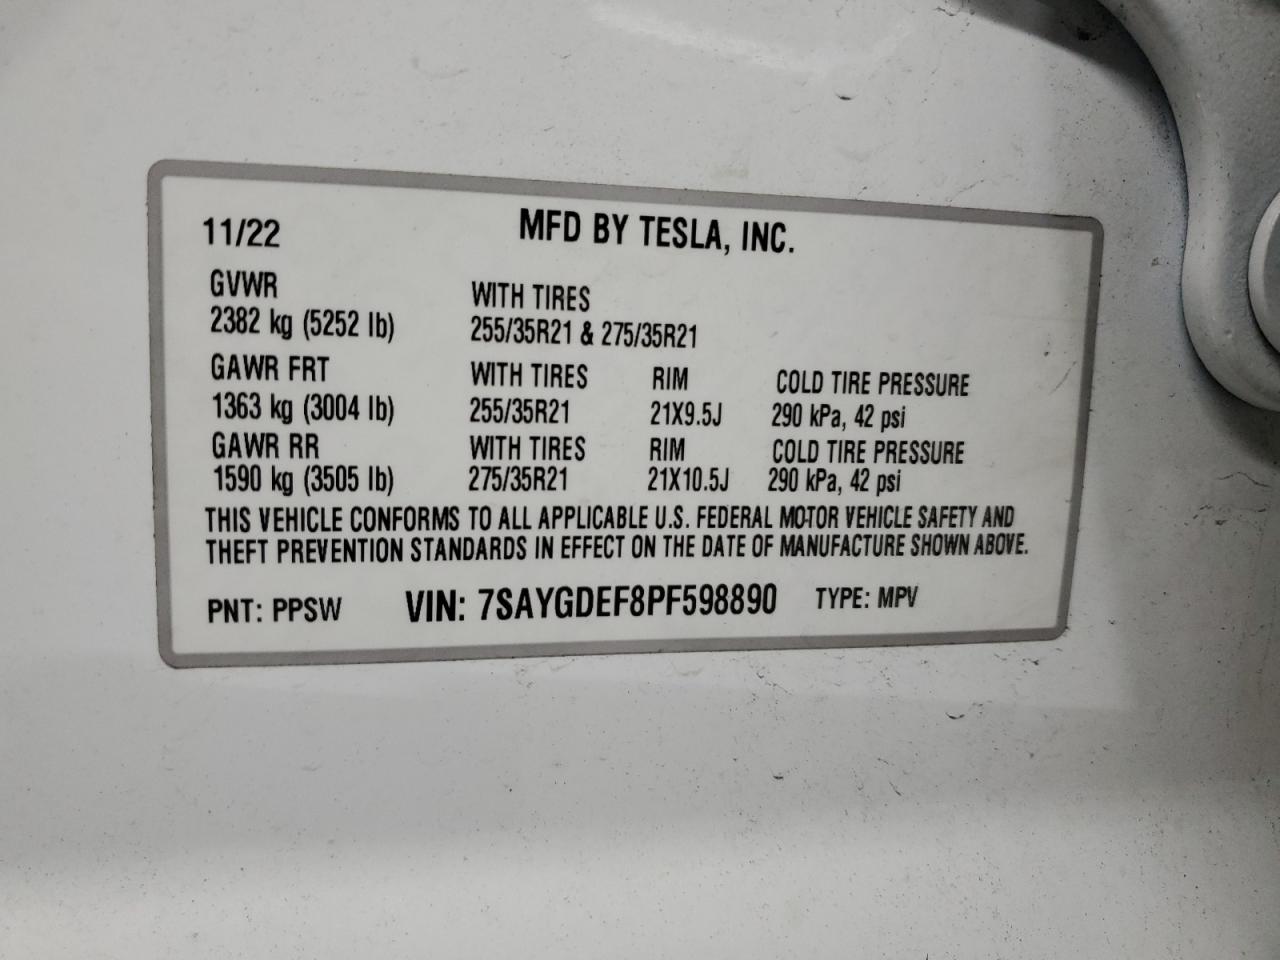 11/22 MFD BY TESLA, INC.
GVWR WITH TIRES
2382 kg (5252 lb) 255/35R21 & 275/35R21
GAWR FRT WITH TIRES RIM COLD TIRE PRESSURE
1363 kg (3004 lb) 255/35R21 21X9.5J 290 kPa, 42 psi
GAWR RR WITH TIRES RIM COLD TIRE PRESSURE
1590 kg (3505 lb) 275/35R21 21X10.5J 290 kPa, 42 psi
THIS VEHICLE CONFORMS TO ALL APPLICABLE U.S. FEDERAL MOTOR VEHICLE SAFETY AND
THEFT PREVENTION STANDARDS IN EFFECT ON THE DATE OF MANUFACTURE SHOWN ABOVE.
PNT: PPSW VIN: 7SAYGDEF8PF598890 TYPE: MPV